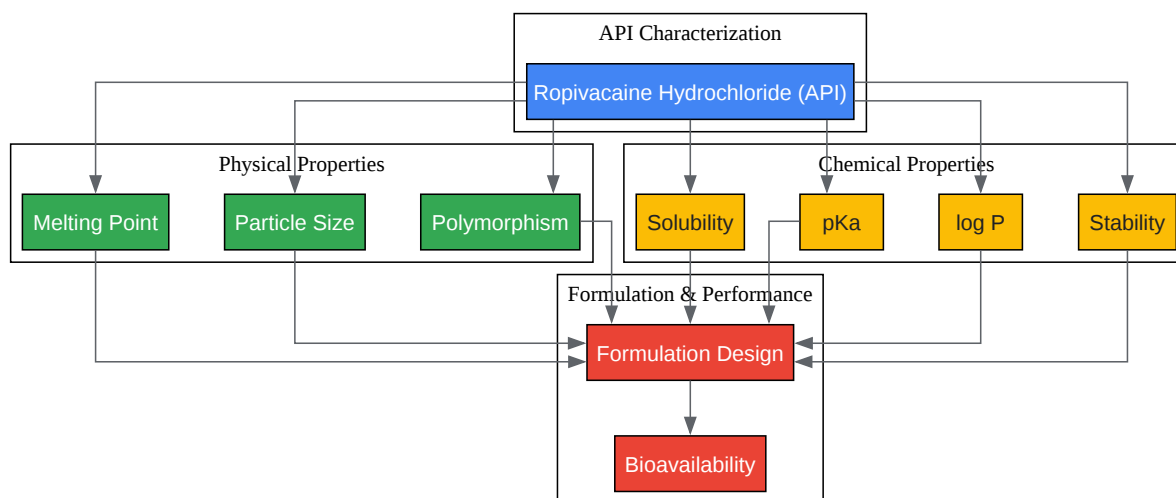 API Characterization
Ropivacaine Hydrochloride (API)
Physical Properties
Chemical Properties
Melting Point
Particle Size
Polymorphism
Solubility
pKa
log P
Stability
Formulation & Performance
Formulation Design
Bioavailability